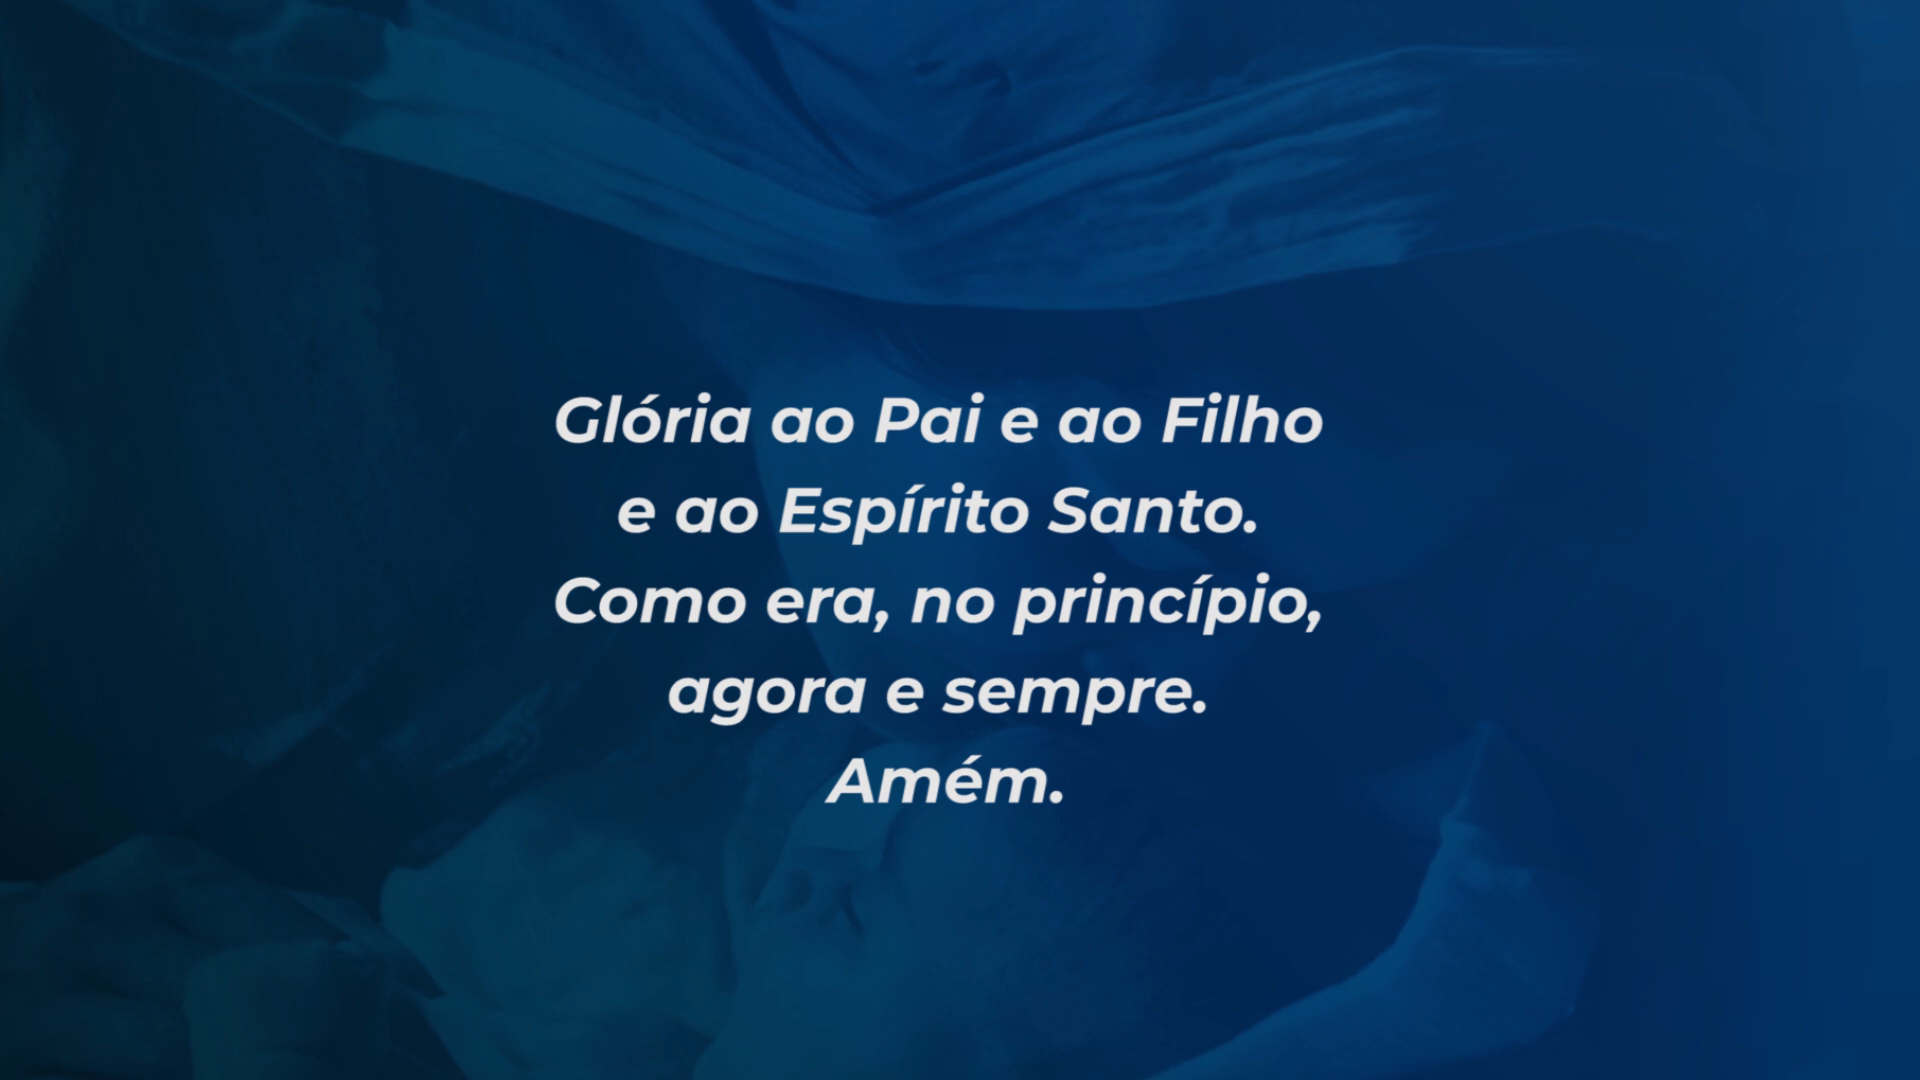 Glória ao Pai e ao Filho
e ao Espírito Santo.
Como era, no princípio,
agora e sempre.
Amém.